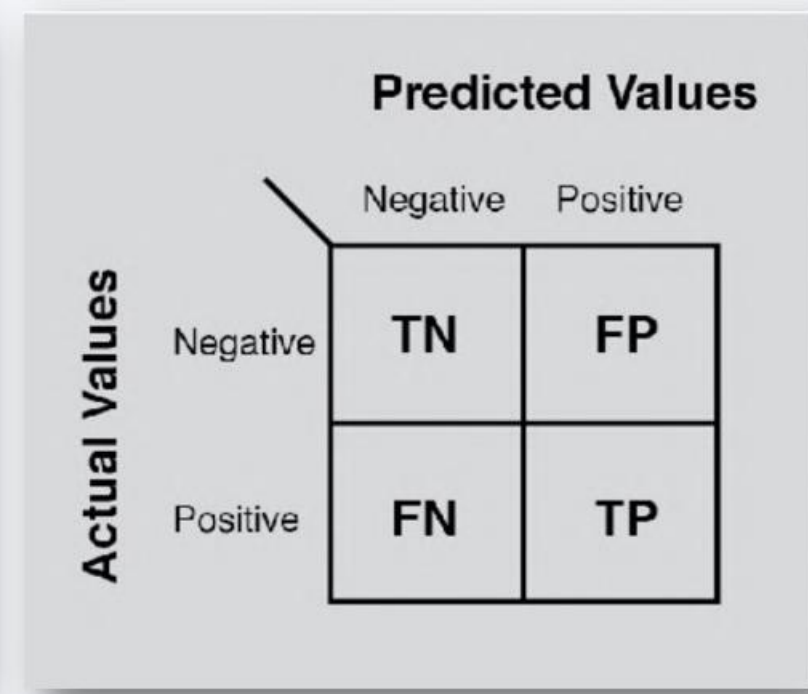 Predicted Values
Negative Positive
Actual Values
Negative TN FP
Positive FN TP